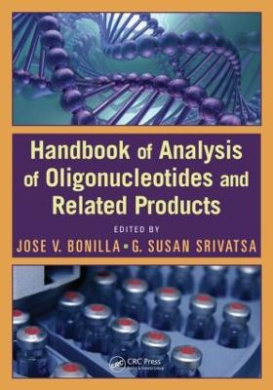 Handbook of Analysis
of Oligonucleotides and
Related Products
EDITED BY
JOSE V. BONILLA • G. SUSAN SRIVATSA
CRC Press